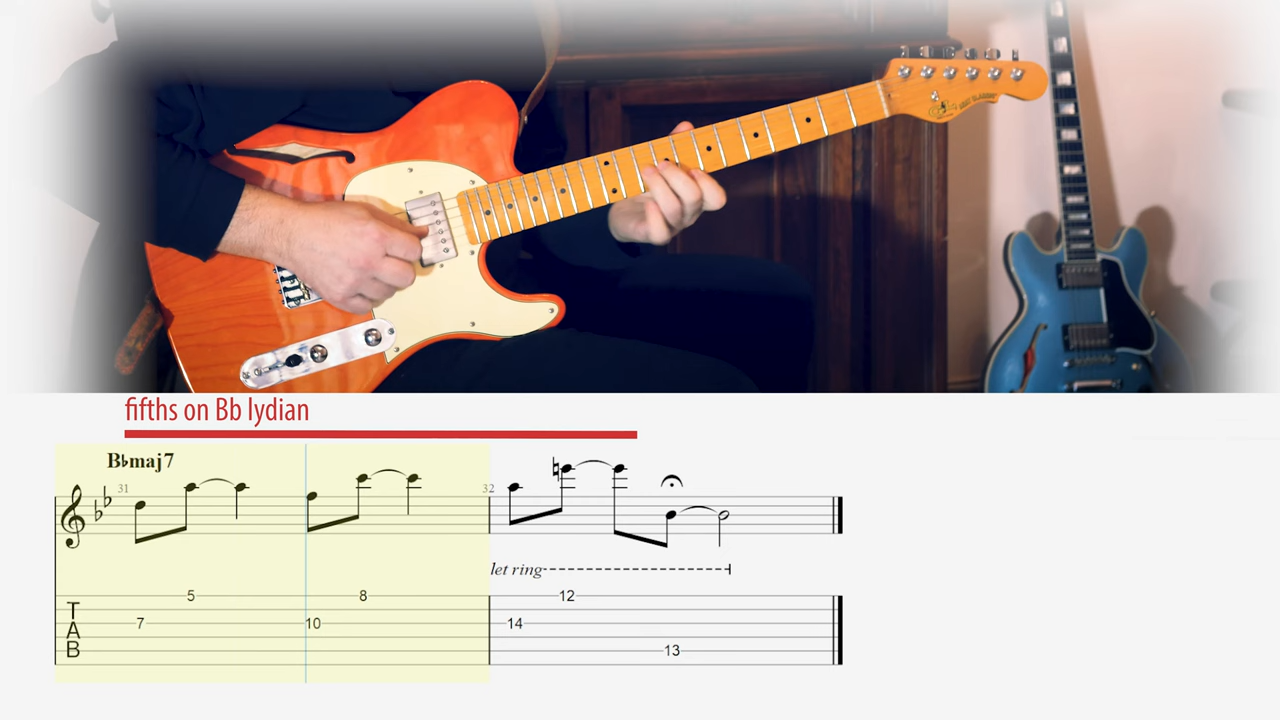 fifths on Bb lydian
B♭maj7
31
32
let ring
5 8 12
T
7 10 14
A
B 13